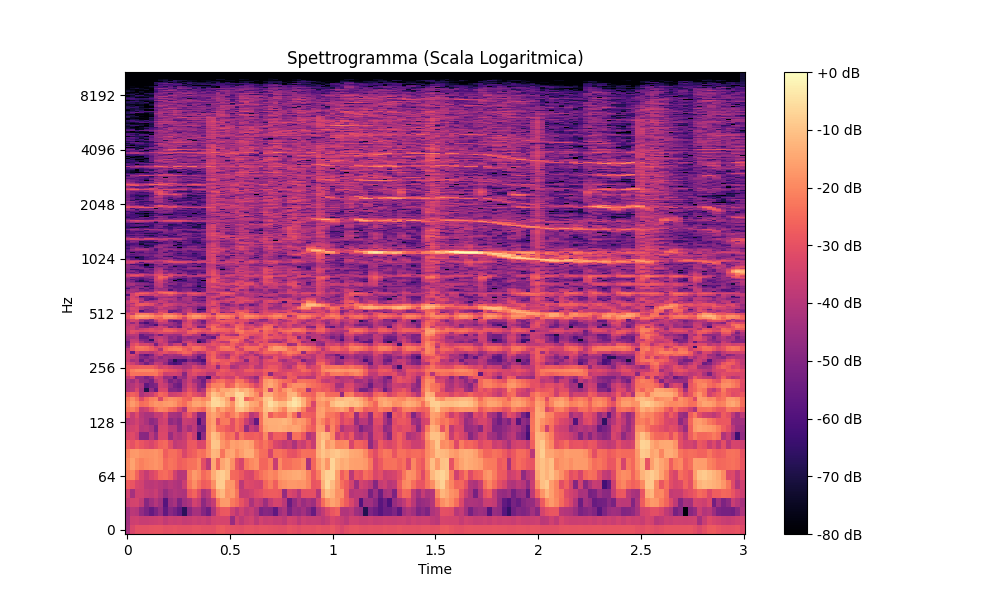 Spettrogramma (Scala Logaritmica)
Hz
8192
4096
2048
1024
512
256
128
64
0
0 0.5 1 1.5 2 2.5 3
Time
+0 dB
-10 dB
-20 dB
-30 dB
-40 dB
-50 dB
-60 dB
-70 dB
-80 dB